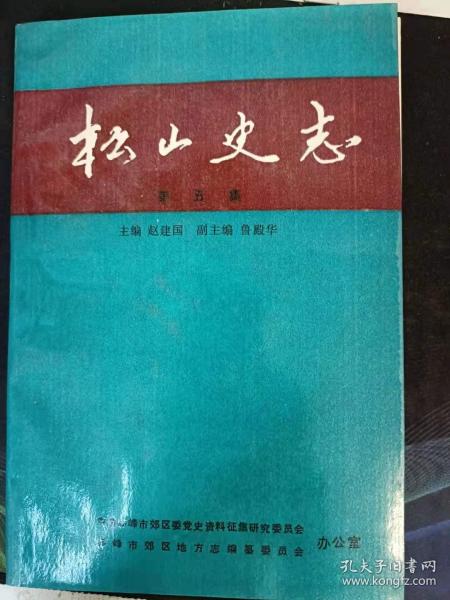 松山史志
第五集
主编 赵建国 副主编 鲁殿华
中共赤峰市郊区委党史资料征集研究委员会
赤峰市郊区地方志编纂委员会
办公室
孔夫子旧书网